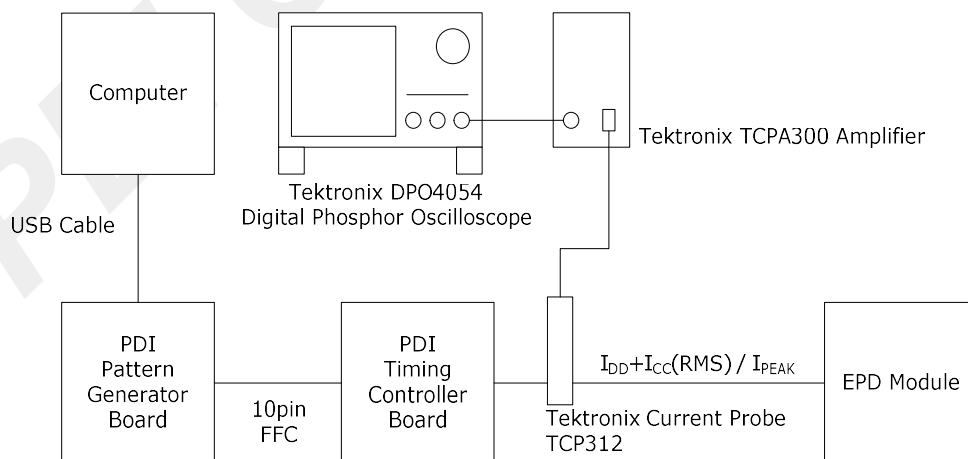 Computer
Tektronix TCPA300 Amplifier
Tektronix DPO4054
Digital Phosphor Oscilloscope
USB Cable
PDI
Pattern
Generator
Board
10pin
FFC
PDI
Timing
Controller
Board
IDD+ICC(RMS) / IPEAK
Tektronix Current Probe
TCP312
EPD Module